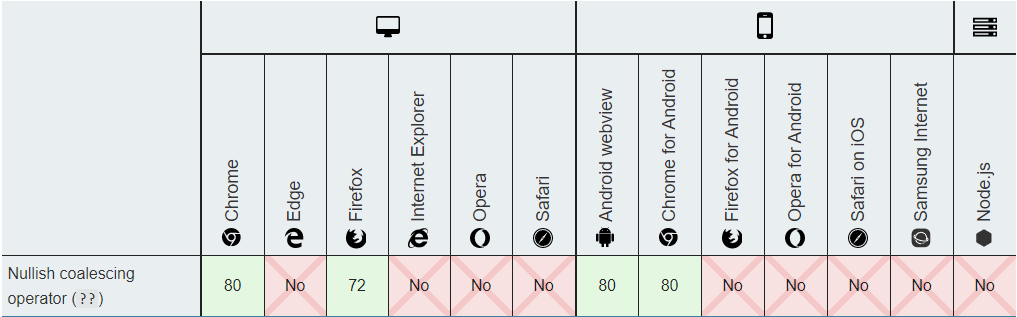 Chrome
Edge
Firefox
Internet Explorer
Opera
Safari
Android webview
Chrome for Android
Firefox for Android
Opera for Android
Safari on iOS
Samsung Internet
Node.js
Nullish coalescing
operator (??)
80
No
72
No
No
No
80
80
No
No
No
No
No